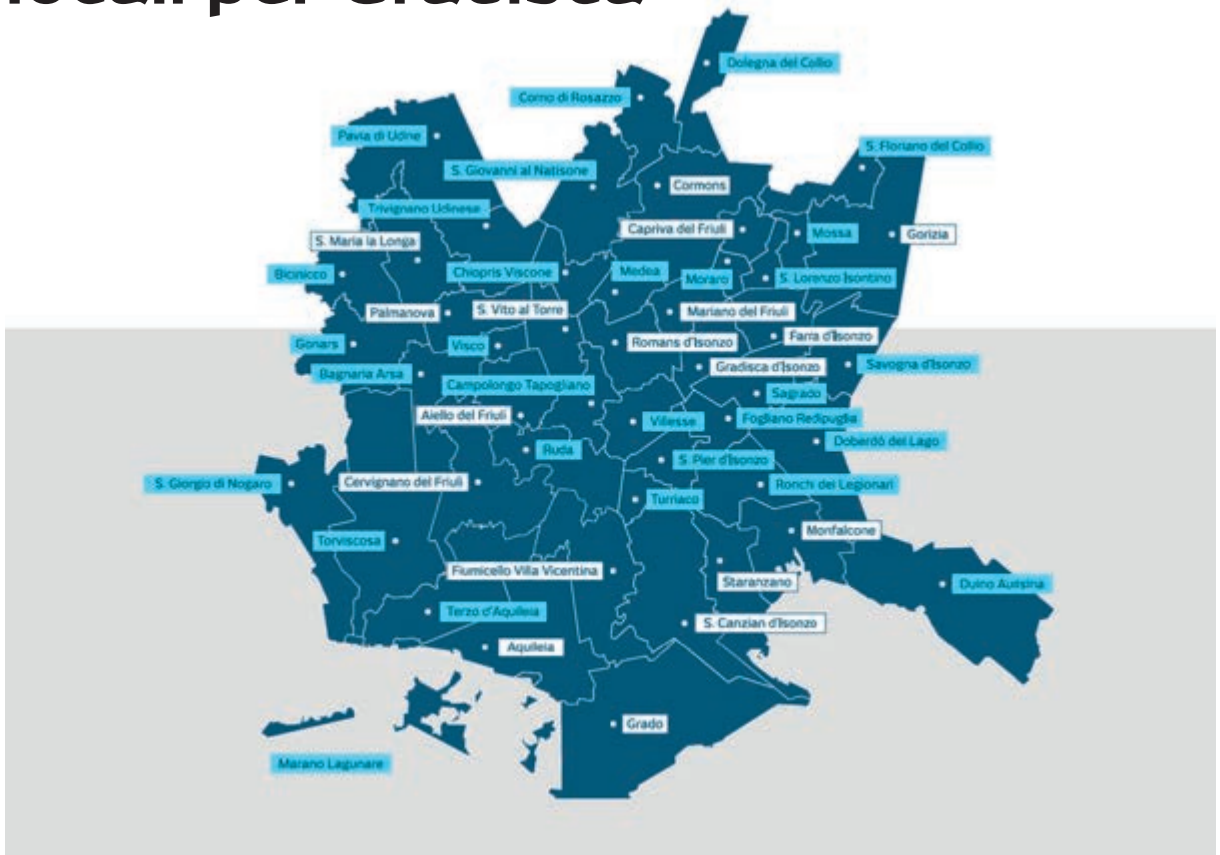 locali per Gradisca
Dolegna del Collio
Corno di Rosazzo
Pavia di Udine
S. Floriano del Collio
S. Giovanni al Natisone
Cormons
Trivignano Udinese
Capriva del Friuli
Mossa
Gorizia
S. Maria la Longa
Bicinicco
Chiopris Viscone
Medea
Moraro
S. Lorenzo Isontino
Palmanova
S. Vito al Torre
Mariano del Friuli
Gonars
Visco
Romans d'Isonzo
Farra d'Isonzo
Bagnaria Arsa
Gradisca d'Isonzo
Savogna d'Isonzo
Campolongo Tapogliano
Sagrado
Aiello del Friuli
Villesse
Fogliano Redipuglia
Doberdò del Lago
Ruda
S. Pier d'Isonzo
S. Giorgio di Nogaro
Cervignano del Friuli
Ronchi dei Legionari
Turriaco
Monfalcone
Torviscosa
Fiumicello Villa Vicentina
Staranzano
Duino Aurisina
Terzo d'Aquileia
S. Canzian d'Isonzo
Aquileia
Grado
Marano Lagunare